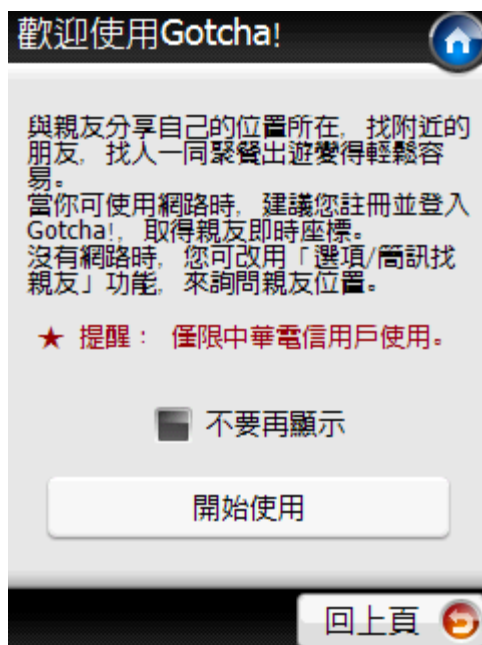 歡迎使用Gotcha!
與親友分享自己的位置所在, 找附近的
朋友, 找人一同聚餐出遊變得輕鬆容
易。
當你可使用網路時, 建議您註冊並登入
Gotcha!, 取得親友即時座標。
沒有網路時, 您可改用「選項/簡訊找
親友」功能, 來詢問親友位置。
★ 提醒： 僅限中華電信用戶使用。
不要再顯示
開始使用
回上頁